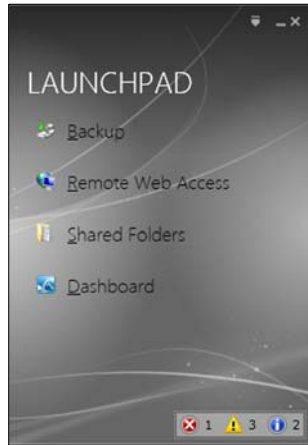 LAUNCHPAD
Backup
Remote Web Access
Shared Folders
Dashboard
1 3 2